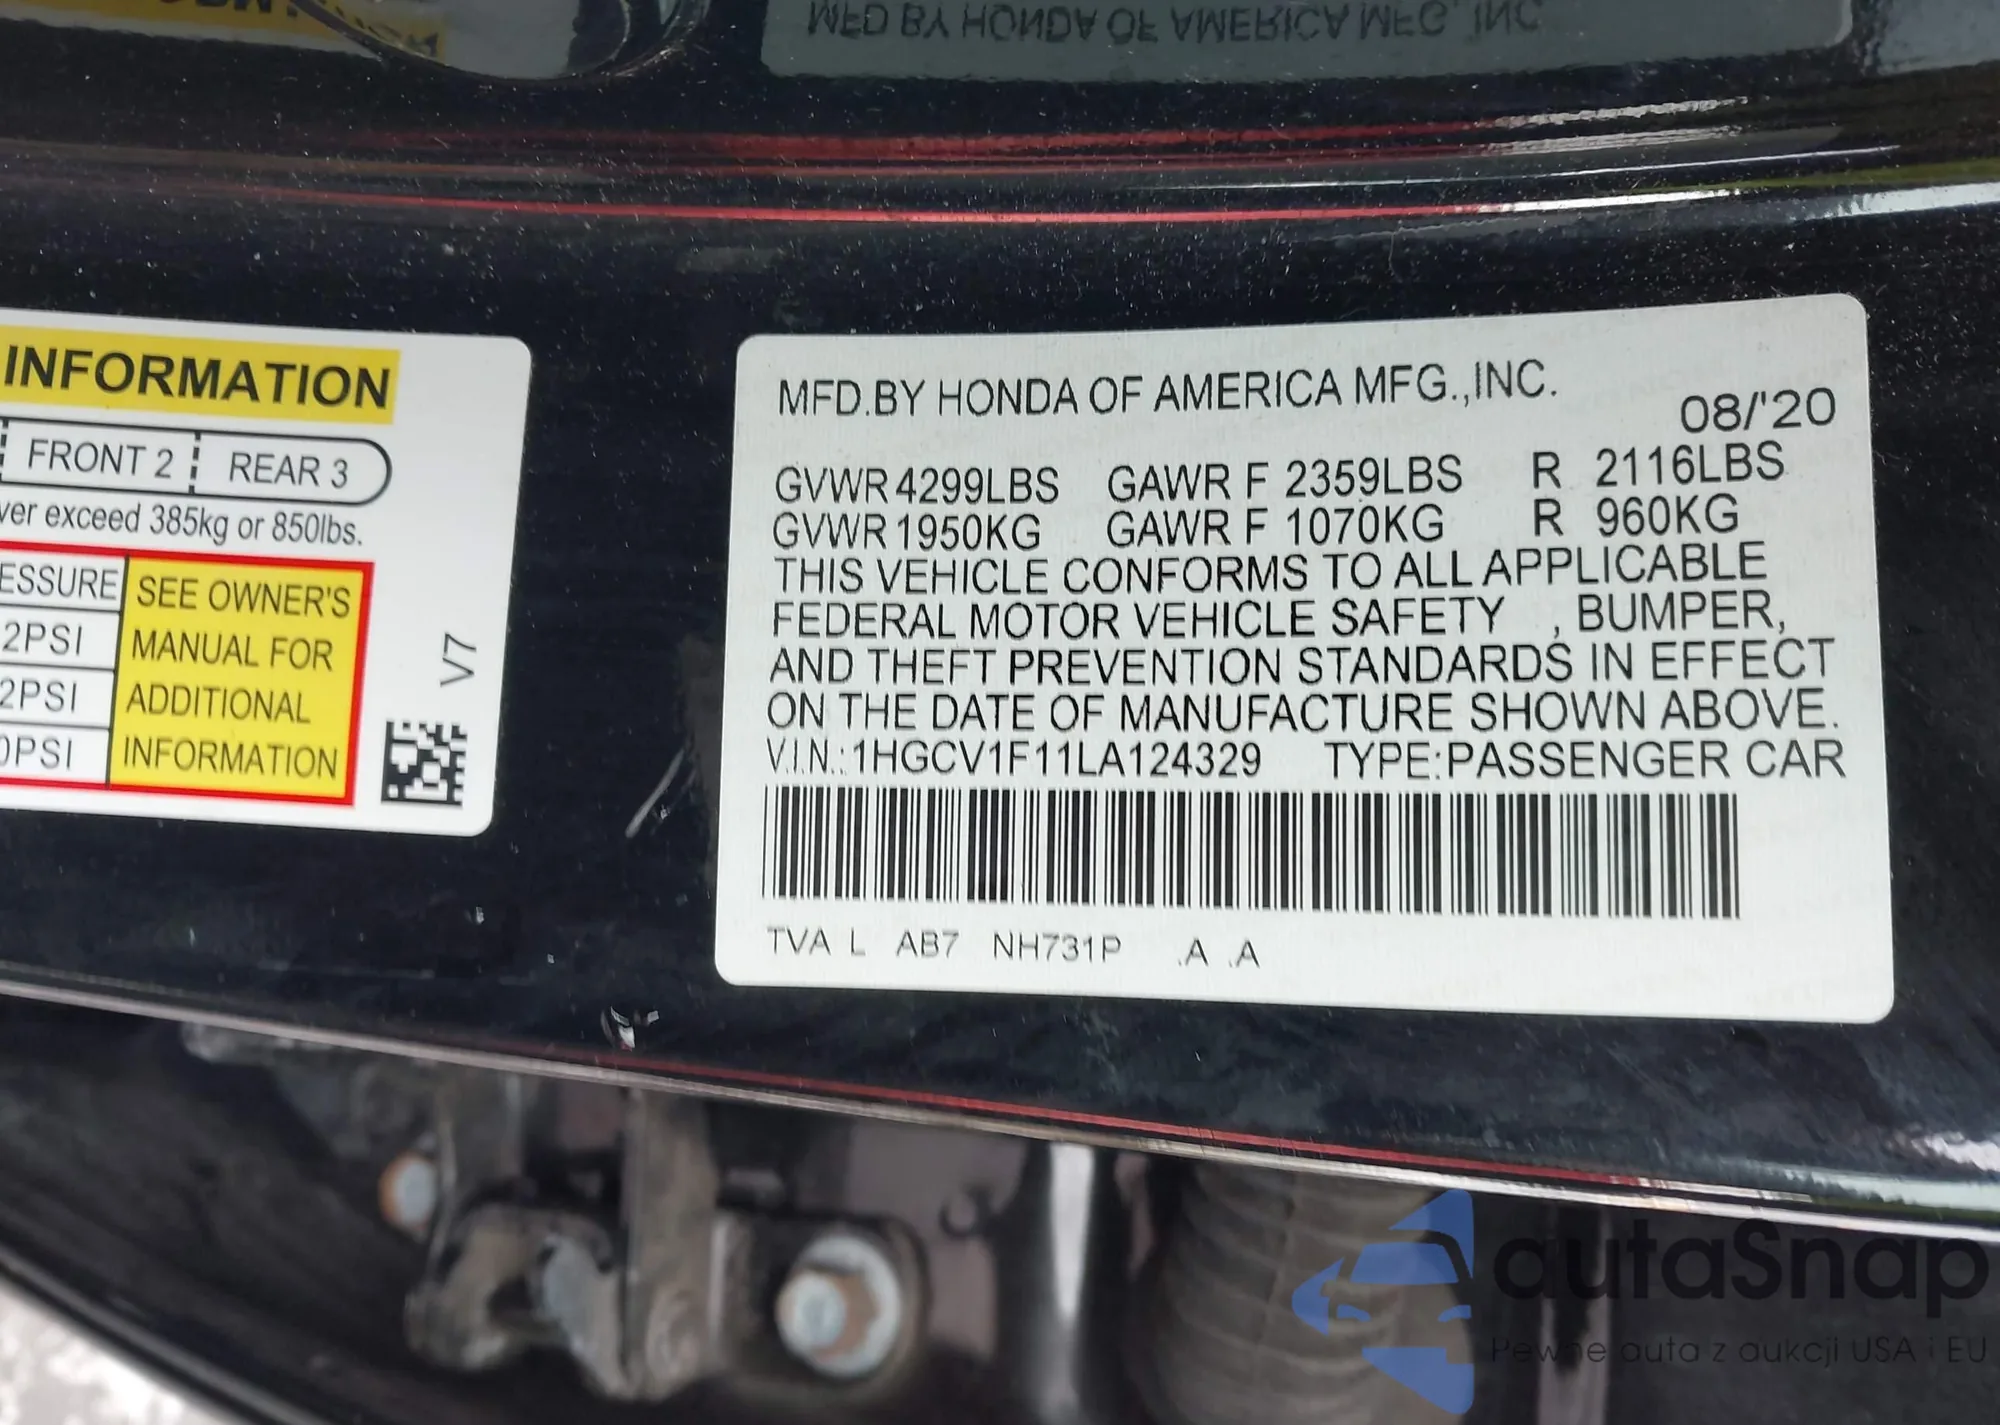 MFD BY HONDA OF AMERICA MFG., INC
INFORMATION
FRONT 2 REAR 3
ver exceed 385kg or 850lbs.
ESSURE
2PSI
2PSI
0PSI
SEE OWNER'S
MANUAL FOR
ADDITIONAL
INFORMATION
V7
MFD.BY HONDA OF AMERICA MFG.,INC.
08/'20
GVWR 4299LBS GAWR F 2359LBS R 2116LBS
GVWR 1950KG GAWR F 1070KG R 960KG
THIS VEHICLE CONFORMS TO ALL APPLICABLE
FEDERAL MOTOR VEHICLE SAFETY , BUMPER,
AND THEFT PREVENTION STANDARDS IN EFFECT
ON THE DATE OF MANUFACTURE SHOWN ABOVE.
V.I.N.:1HGCV1F11LA124329 TYPE:PASSENGER CAR
TVA L AB7 NH731P .A .A
autaSnap
Pewne auta z aukcji USA i EU